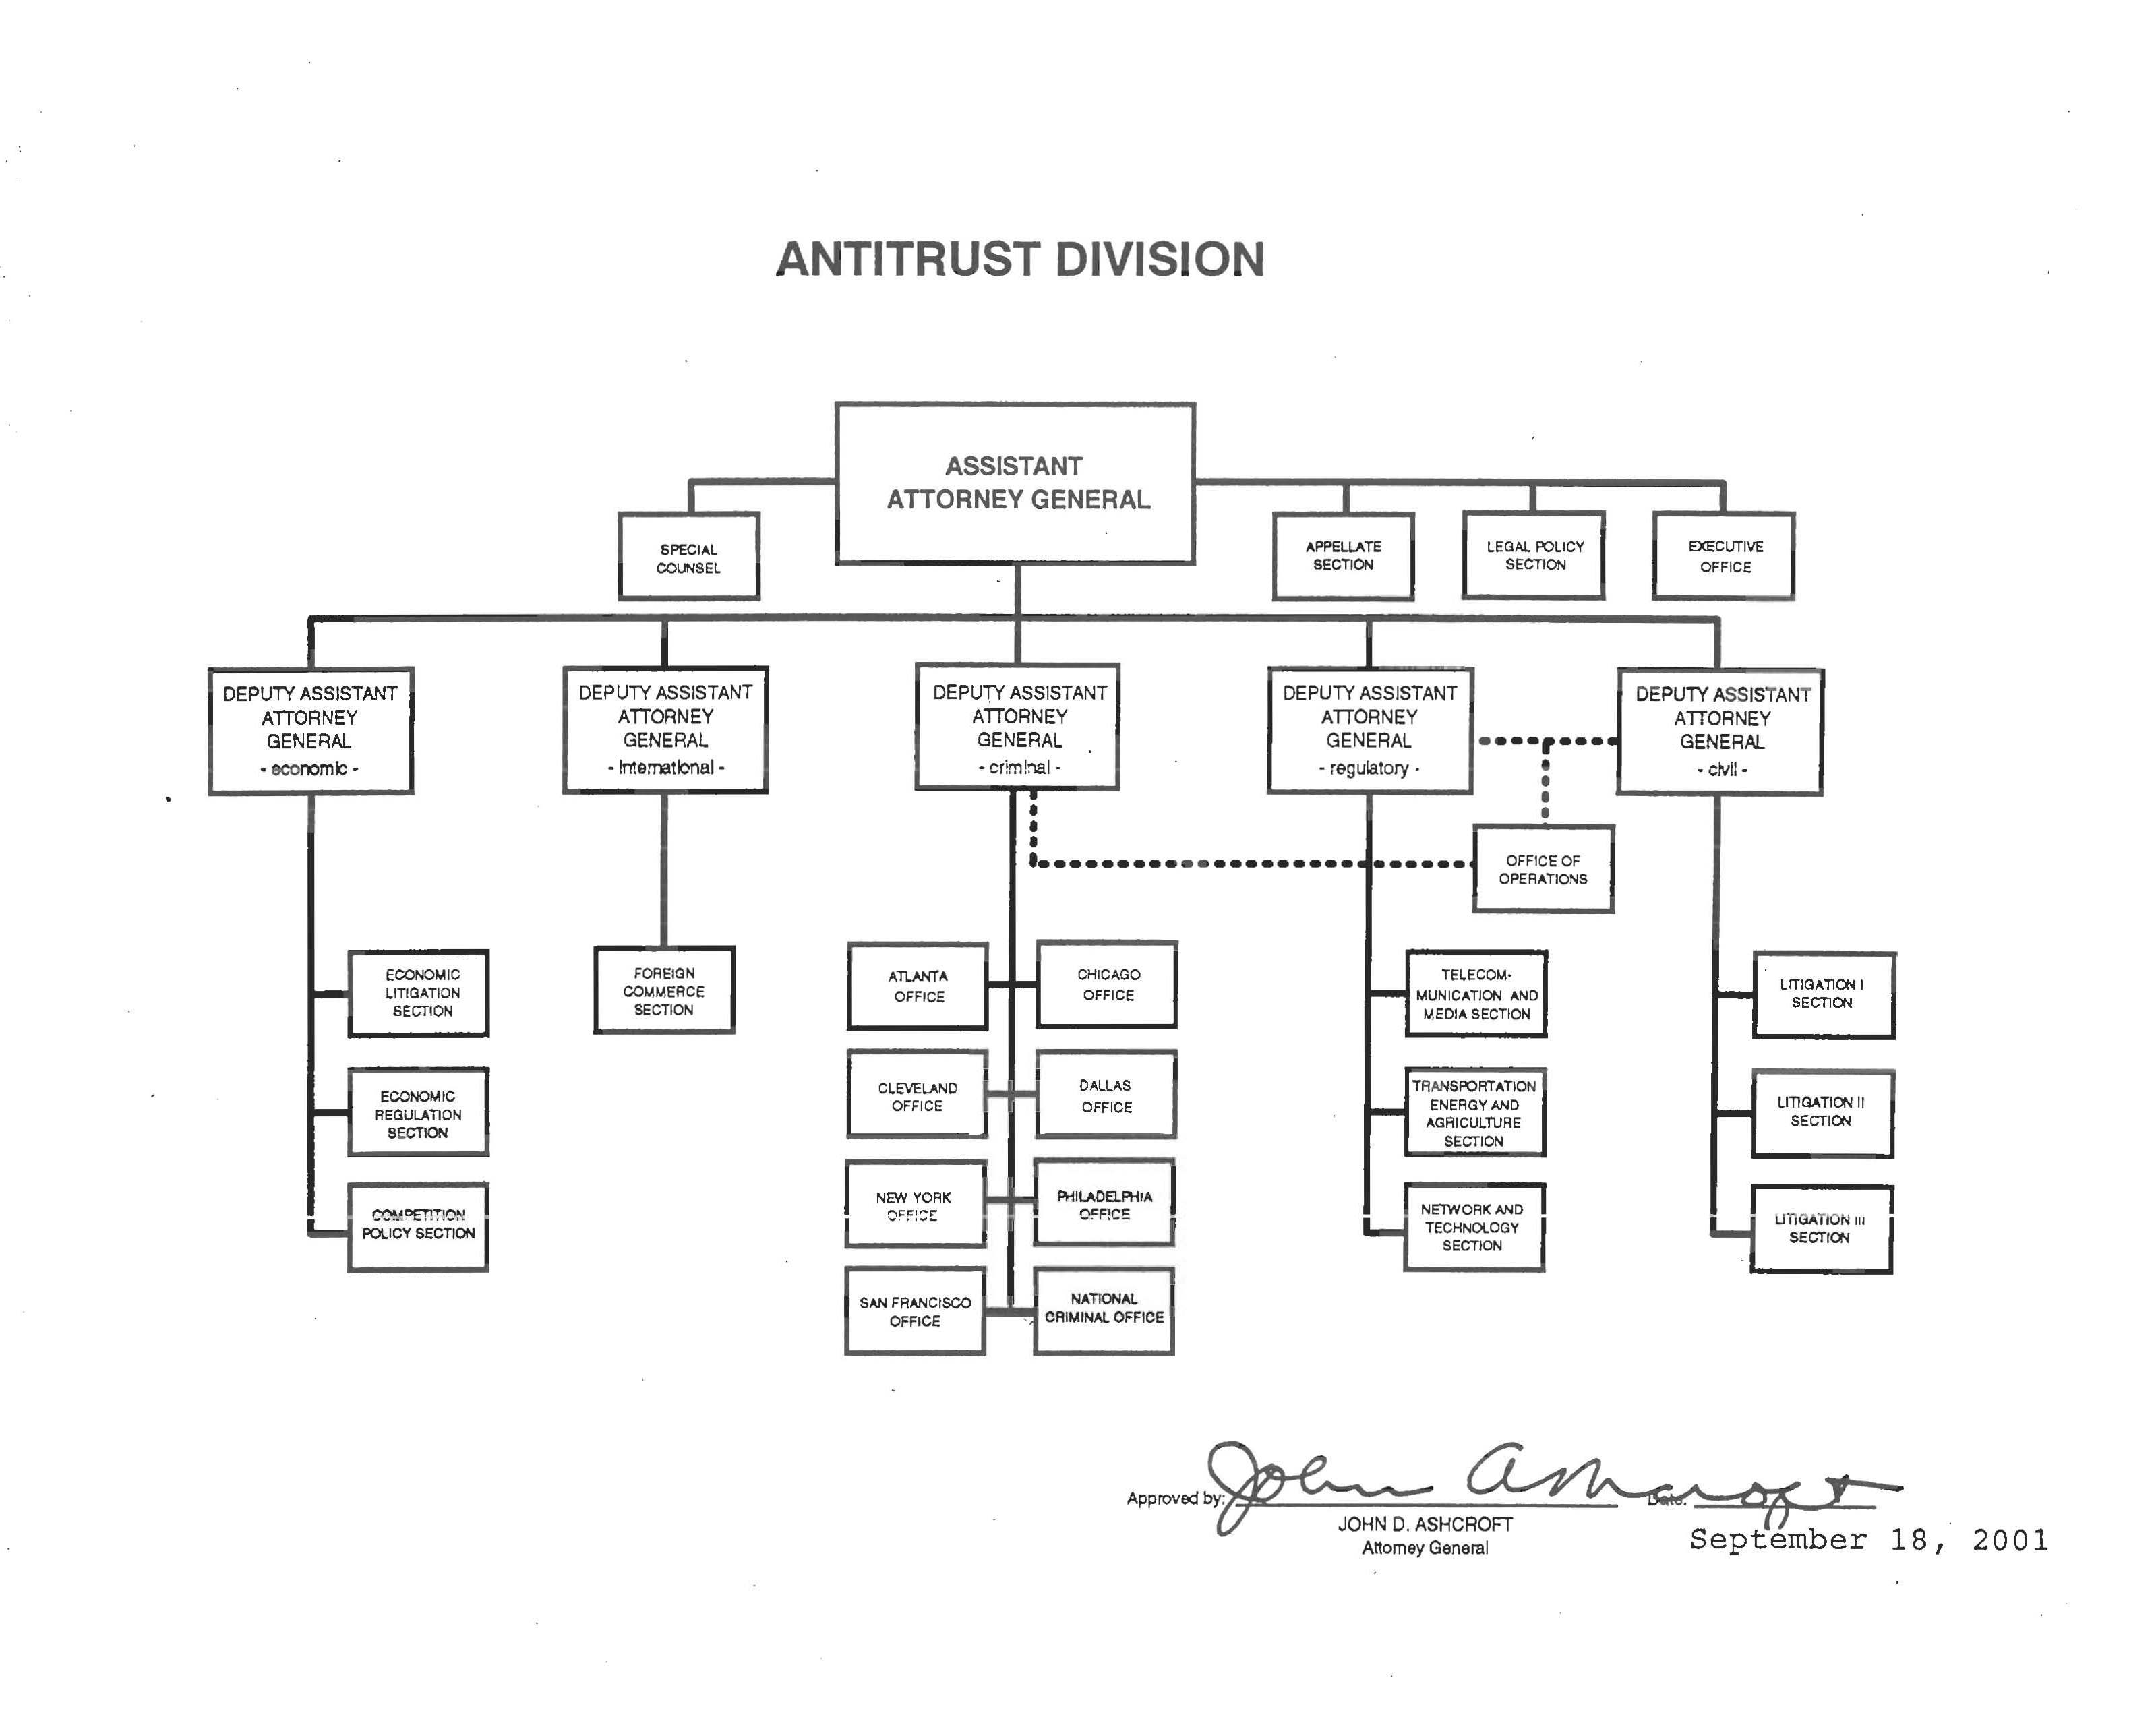 ANTITRUST DIVISION
ASSISTANT
ATTORNEY GENERAL
SPECIAL
COUNSEL
APPELLATE
SECTION
LEGAL POLICY
SECTION
EXECUTIVE
OFFICE
DEPUTY ASSISTANT
ATTORNEY
GENERAL
- economic -
DEPUTY ASSISTANT
ATTORNEY
GENERAL
- International -
DEPUTY ASSISTANT
ATTORNEY
GENERAL
- criminal -
DEPUTY ASSISTANT
ATTORNEY
GENERAL
- regulatory -
DEPUTY ASSISTANT
ATTORNEY
GENERAL
- civil -
OFFICE OF
OPERATIONS
ECONOMIC
LITIGATION
SECTION
ECONOMIC
REGULATION
SECTION
COMPETITION
POLICY SECTION
FOREIGN
COMMERCE
SECTION
ATLANTA
OFFICE
CHICAGO
OFFICE
CLEVELAND
OFFICE
DALLAS
OFFICE
NEW YORK
OFFICE
PHILADELPHIA
OFFICE
SAN FRANCISCO
OFFICE
NATIONAL
CRIMINAL OFFICE
TELECOM-
MUNICATION AND
MEDIA SECTION
TRANSPORTATION
ENERGY AND
AGRICULTURE
SECTION
NETWORK AND
TECHNOLOGY
SECTION
LITIGATION I
SECTION
LITIGATION II
SECTION
LITIGATION III
SECTION
Approved by: John Ashcroft Date:
JOHN D. ASHCROFT
Attorney General
September 18, 2001